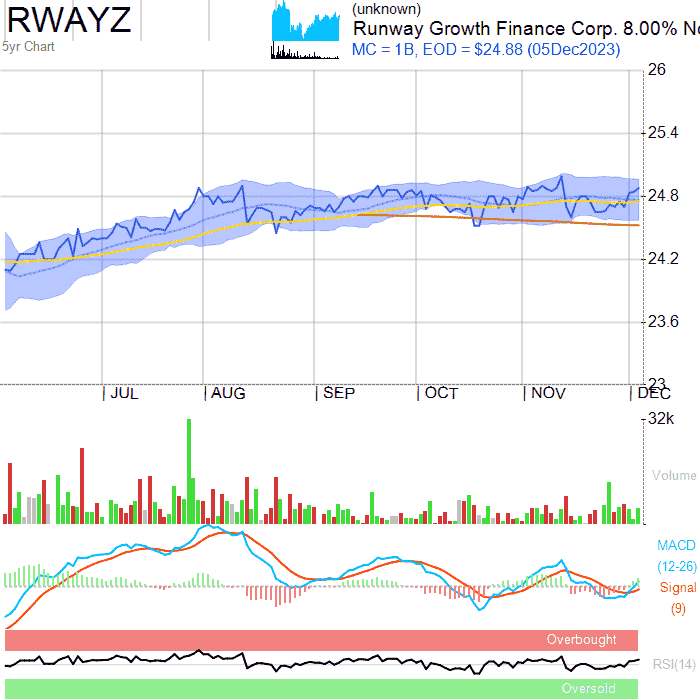 RWAYZ
5yr Chart
(unknown)
Runway Growth Finance Corp. 8.00% No
MC = 1B, EOD = $24.88 (05Dec2023)
26
25.4
24.8
24.2
23.6
23
JUL AUG SEP OCT NOV DEC
32k
Volume
MACD
(12-26)
Signal
(9)
Overbought
RSI(14)
Oversold